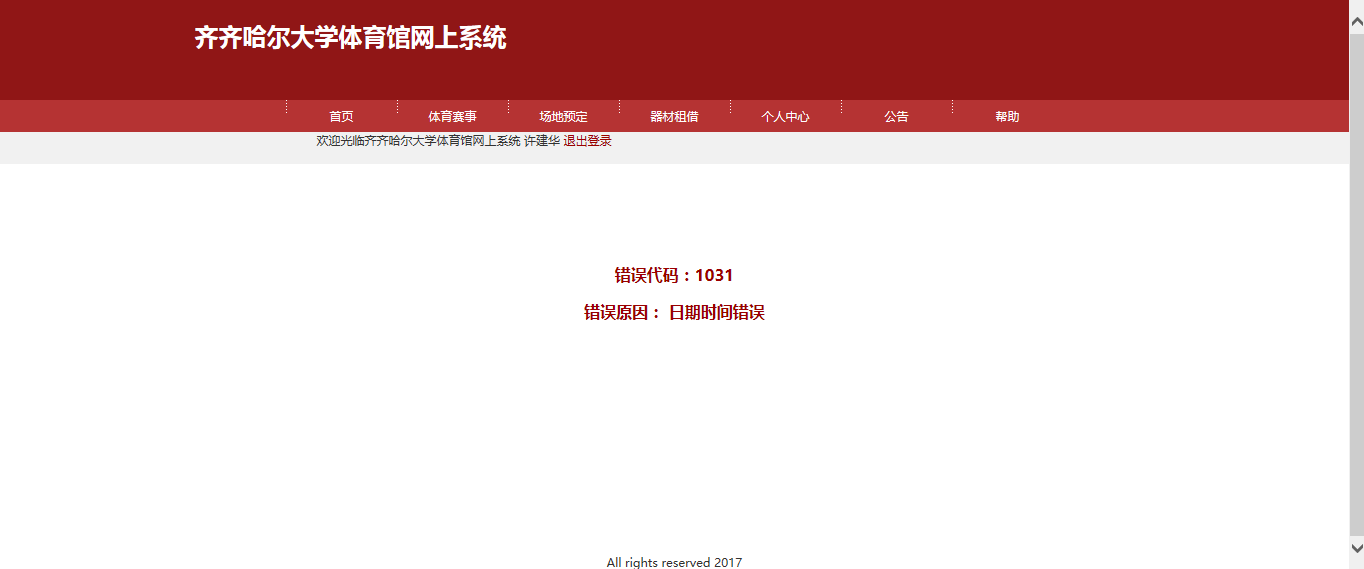 齐齐哈尔大学体育馆网上系统
首页 体育赛事 场地预定 器材租借 个人中心 公告 帮助
欢迎光临齐齐哈尔大学体育馆网上系统 许建华 退出登录
错误代码：1031
错误原因： 日期时间错误
All rights reserved 2017